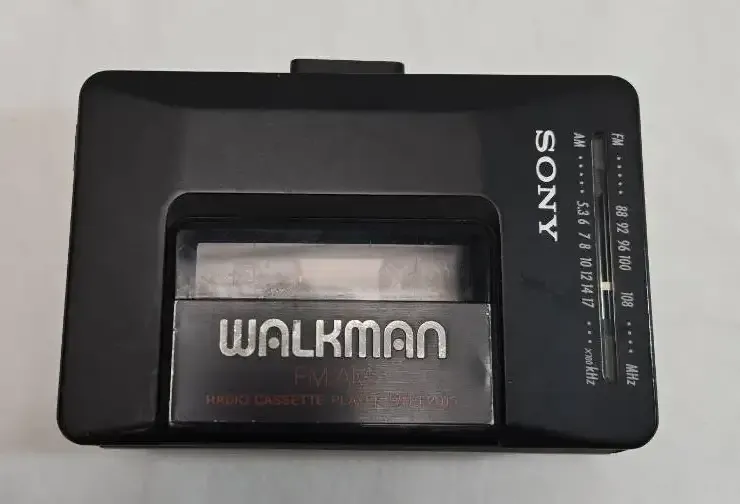 SONY
FM ..... 88 92 96 100 108 .... MHz
AM ..... 5.3 6 7 8 10 12 14 17 ... X100 kHz
WALKMAN
FM/AM
RADIO CASSETTE PLAYER